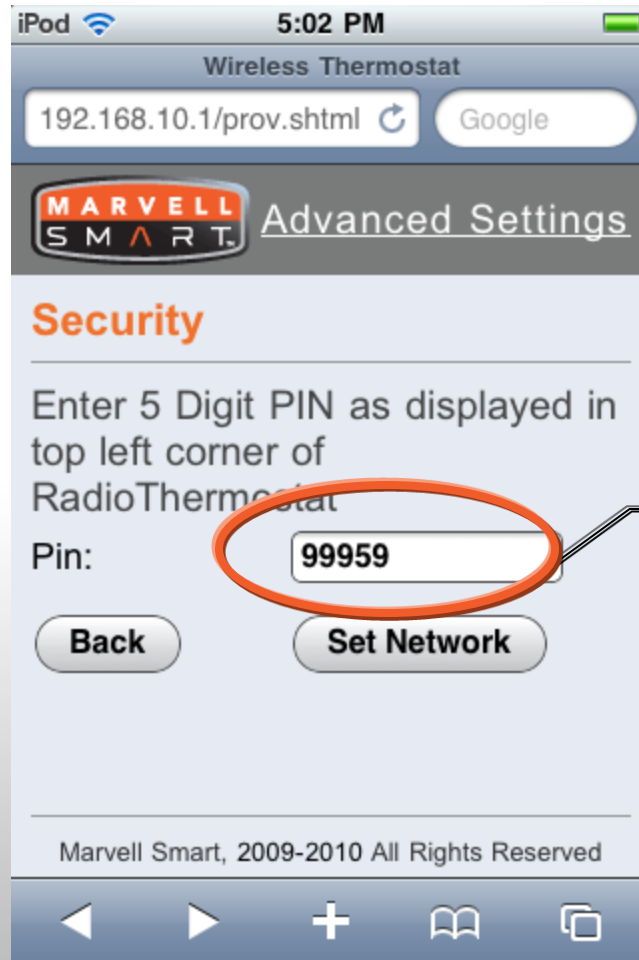 iPod 5:02 PM
Wireless Thermostat
192.168.10.1/prov.shtml Google
MARVELL
SMART™ Advanced Settings
Security
Enter 5 Digit PIN as displayed in
top left corner of
RadioThermostat
Pin: 99959
Back Set Network
Marvell Smart, 2009-2010 All Rights Reserved